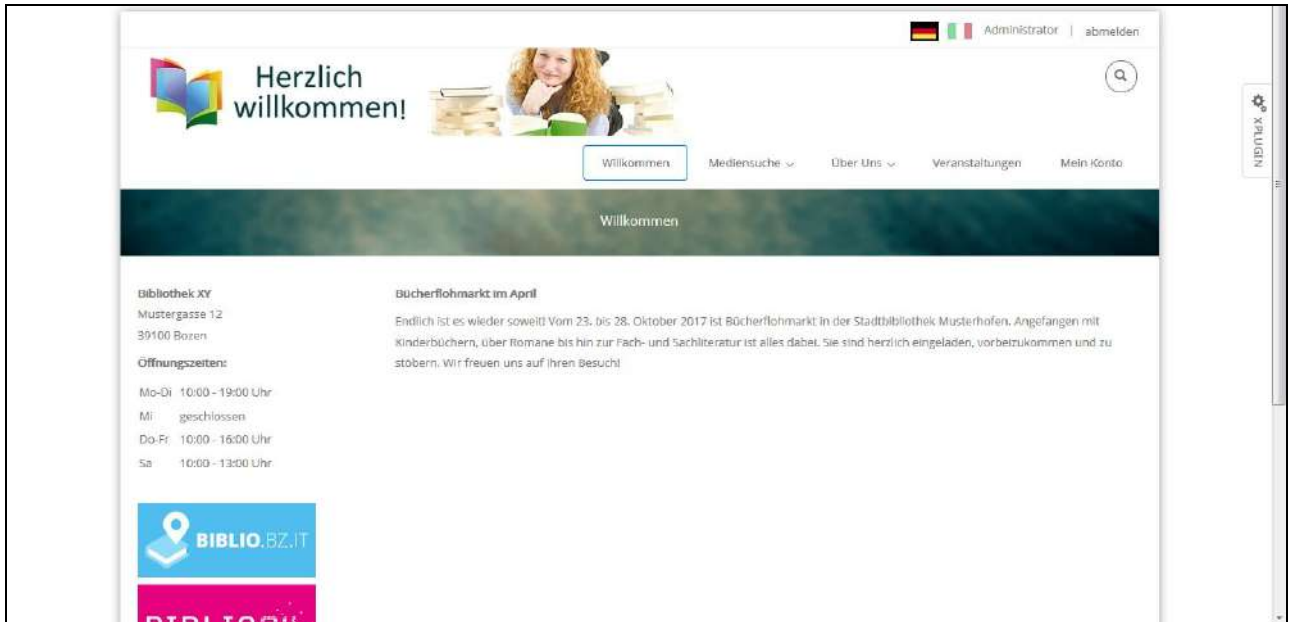 Administrator | abmelden
Herzlich
willkommen!
XPLUGIN
Willkommen Mediensuche Über Uns Veranstaltungen Mein Konto
Willkommen
Bibliothek XY
Mustergasse 12
39100 Bozen
Öffnungszeiten:
Mo-Di 10:00 - 19:00 Uhr
Mi geschlossen
Do-Fr 10:00 - 16:00 Uhr
Sa 10:00 - 13:00 Uhr
BIBLIO.BZ.IT
Bücherflohmarkt im April
Endlich ist es wieder soweit! Vom 23. bis 28. Oktober 2017 ist Bücherflohmarkt in der Stadtbibliothek Musterhofen. Angefangen mit
Kinderbüchern, über Romane bis hin zur Fach- und Sachliteratur ist alles dabei. Sie sind herzlich eingeladen, vorbeizukommen und zu
stöbern. Wir freuen uns auf Ihren Besuch!